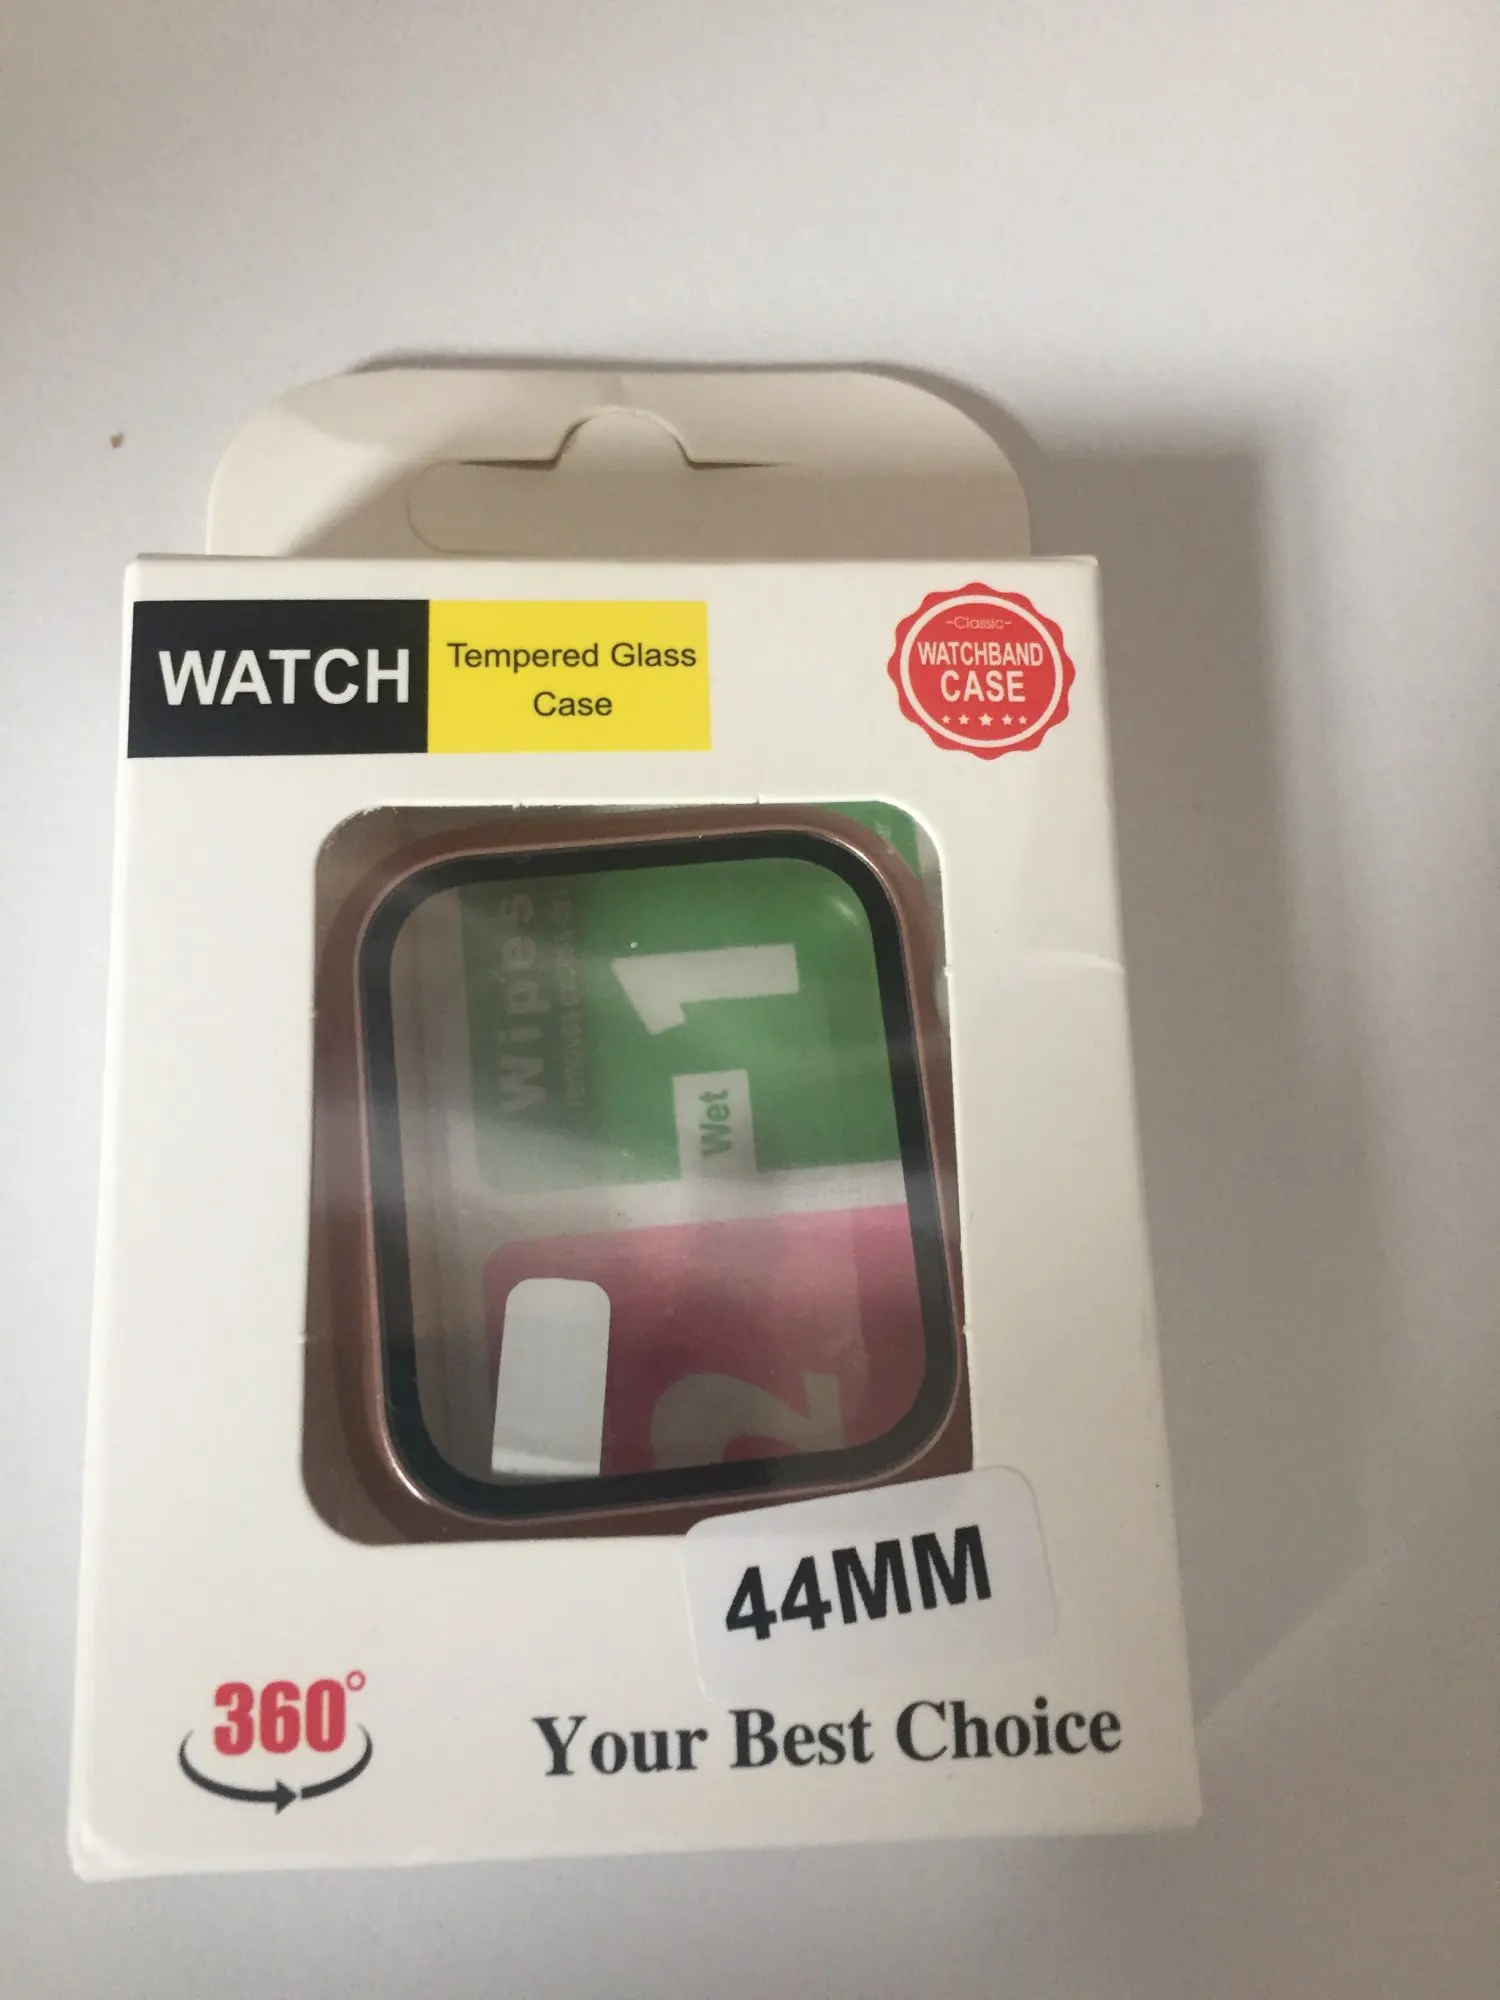 WATCH
Tempered Glass
Case
-Classic-
WATCHBAND
CASE
Wipes
1
Wet
2
44MM
360°
Your Best Choice